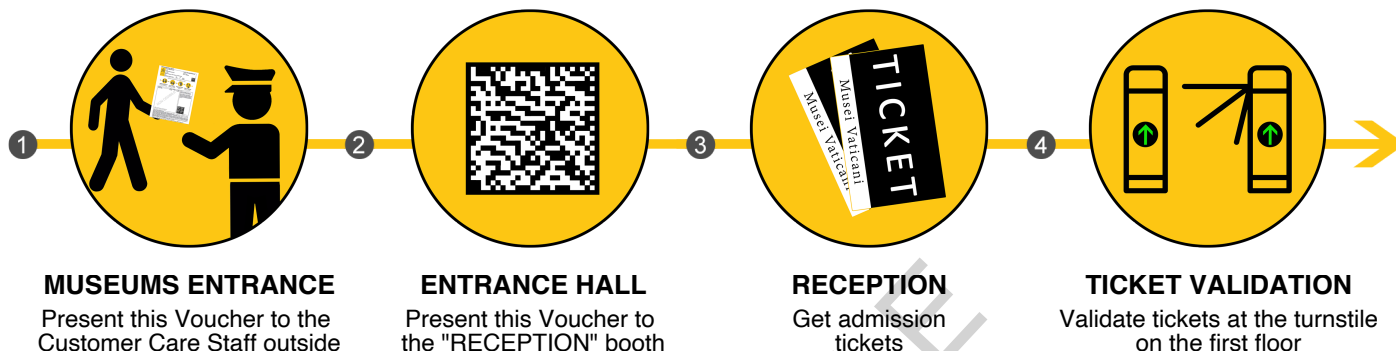 1
2
3
4
Musei Vaticani
Musei Vaticani
TICKET
MUSEUMS ENTRANCE
Present this Voucher to the
Customer Care Staff outside
ENTRANCE HALL
Present this Voucher to
the "RECEPTION" booth
RECEPTION
Get admission
tickets
TICKET VALIDATION
Validate tickets at the turnstile
on the first floor
E